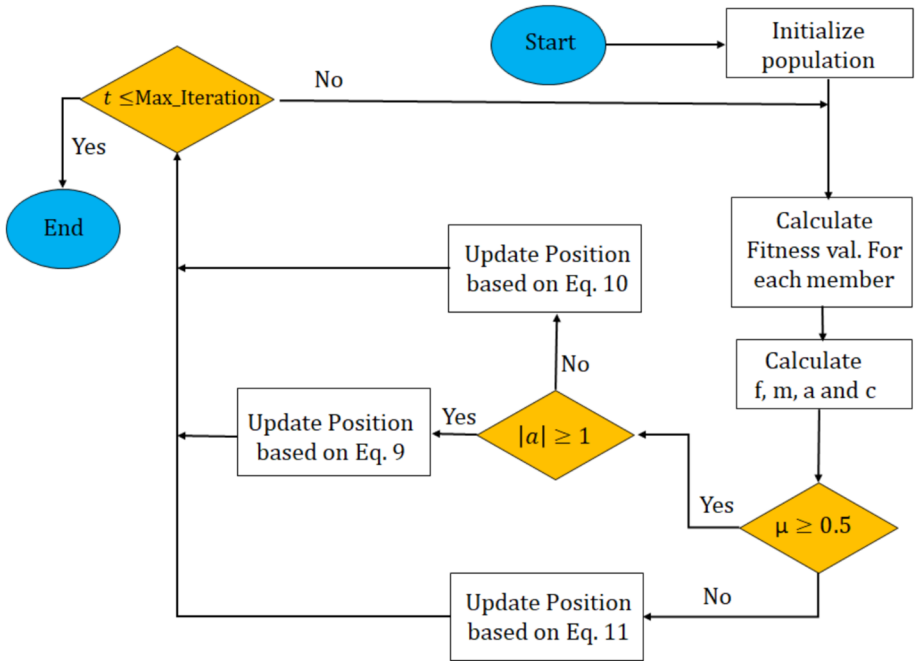 Start
Initialize
population
No
t ≤Max_Iteration
Yes
End
Calculate
Fitness val. For
each member
Update Position
based on Eq. 10
Calculate
f, m, a and c
No
Update Position
based on Eq. 9
Yes
|a| ≥ 1
Yes
μ ≥ 0.5
No
Update Position
based on Eq. 11